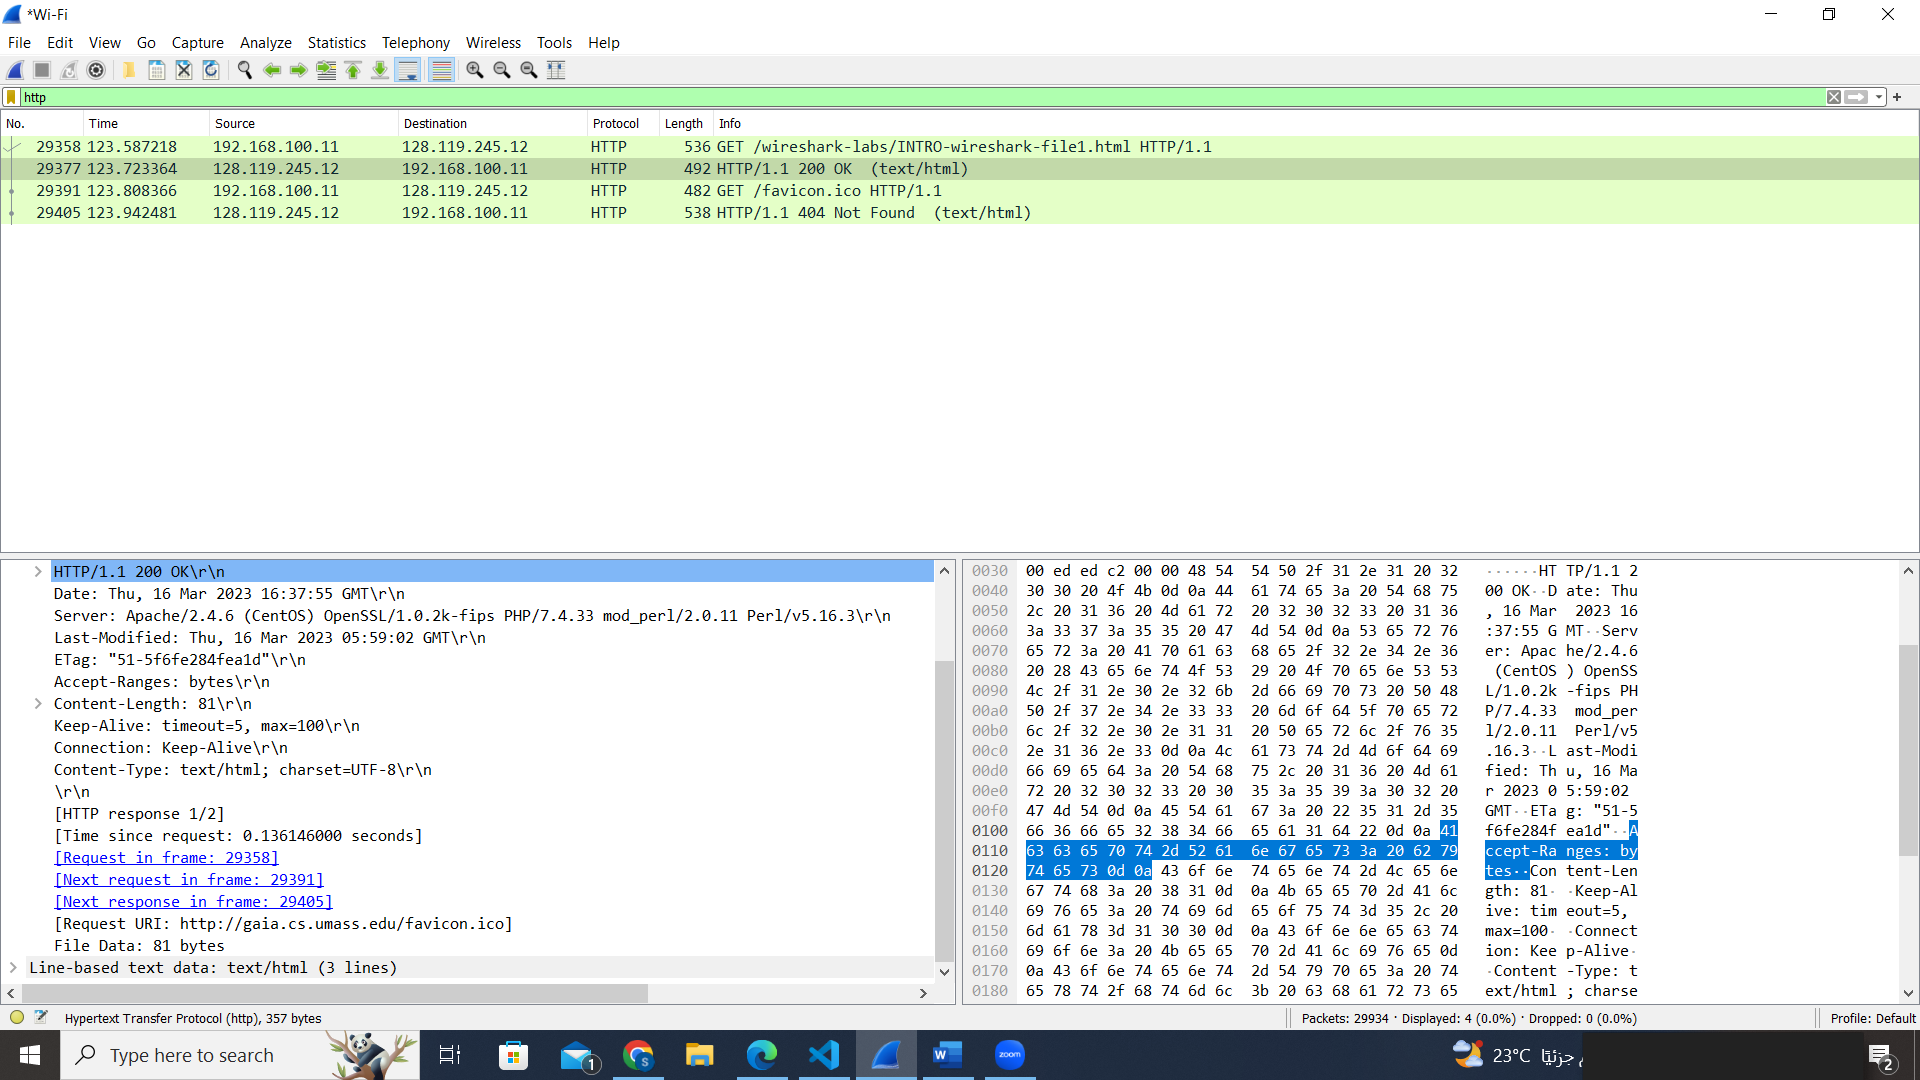 *Wi-Fi
File Edit View Go Capture Analyze Statistics Telephony Wireless Tools Help
http
No. Time Source Destination Protocol Length Info
29358 123.587218 192.168.100.11 128.119.245.12 HTTP 536 GET /wireshark-labs/INTRO-wireshark-file1.html HTTP/1.1
29377 123.723364 128.119.245.12 192.168.100.11 HTTP 492 HTTP/1.1 200 OK (text/html)
29391 123.808366 192.168.100.11 128.119.245.12 HTTP 482 GET /favicon.ico HTTP/1.1
29405 123.942481 128.119.245.12 192.168.100.11 HTTP 538 HTTP/1.1 404 Not Found (text/html)
HTTP/1.1 200 OK\r\n
Date: Thu, 16 Mar 2023 16:37:55 GMT\r\n
Server: Apache/2.4.6 (CentOS) OpenSSL/1.0.2k-fips PHP/7.4.33 mod_perl/2.0.11 Perl/v5.16.3\r\n
Last-Modified: Thu, 16 Mar 2023 05:59:02 GMT\r\n
ETag: "51-5f6fe284fea1d"\r\n
Accept-Ranges: bytes\r\n
Content-Length: 81\r\n
Keep-Alive: timeout=5, max=100\r\n
Connection: Keep-Alive\r\n
Content-Type: text/html; charset=UTF-8\r\n
\r\n
[HTTP response 1/2]
[Time since request: 0.136146000 seconds]
[Request in frame: 29358]
[Next request in frame: 29391]
[Next response in frame: 29405]
[Request URI: http://gaia.cs.umass.edu/favicon.ico]
File Data: 81 bytes
Line-based text data: text/html (3 lines)
0030 00 ed ed c2 00 00 48 54 54 50 2f 31 2e 31 20 32 ······HT TP/1.1 2
0040 30 30 20 4f 4b 0d 0a 44 61 74 65 3a 20 54 68 75 00 OK··D ate: Thu
0050 2c 20 31 36 20 4d 61 72 20 32 30 32 33 20 31 36 , 16 Mar 2023 16
0060 3a 33 37 3a 35 35 20 47 4d 54 0d 0a 53 65 72 76 :37:55 G MT··Serv
0070 65 72 3a 20 41 70 61 63 68 65 2f 32 2e 34 2e 36 er: Apac he/2.4.6
0080 20 28 43 65 6e 74 4f 53 29 20 4f 70 65 6e 53 53 (CentOS ) OpenSS
0090 4c 2f 31 2e 30 2e 32 6b 2d 66 69 70 73 20 50 48 L/1.0.2k -fips PH
00a0 50 2f 37 2e 34 2e 33 33 20 6d 6f 64 5f 70 65 72 P/7.4.33 mod_per
00b0 6c 2f 32 2e 30 2e 31 31 20 50 65 72 6c 2f 76 35 l/2.0.11 Perl/v5
00c0 2e 31 36 2e 33 0d 0a 4c 61 73 74 2d 4d 6f 64 69 .16.3··L ast-Modi
00d0 66 69 65 64 3a 20 54 68 75 2c 20 31 36 20 4d 61 fied: Th u, 16 Ma
00e0 72 20 32 30 32 33 20 30 35 3a 35 39 3a 30 32 20 r 2023 0 5:59:02
00f0 47 4d 54 0d 0a 45 54 61 67 3a 20 22 35 31 2d 35 GMT··ETa g: "51-5
0100 66 36 66 65 32 38 34 66 65 61 31 64 22 0d 0a 41 f6fe284f ea1d"··A
0110 63 63 65 70 74 2d 52 61 6e 67 65 73 3a 20 62 79 ccept-Ra nges: by
0120 74 65 73 0d 0a 43 6f 6e 74 65 6e 74 2d 4c 65 6e tes··Con tent-Len
0130 67 74 68 3a 20 38 31 0d 0a 4b 65 65 70 2d 41 6c gth: 81· ·Keep-Al
0140 69 76 65 3a 20 74 69 6d 65 6f 75 74 3d 35 2c 20 ive: tim eout=5,
0150 6d 61 78 3d 31 30 30 0d 0a 43 6f 6e 6e 65 63 74 max=100· ·Connect
0160 69 6f 6e 3a 20 4b 65 65 70 2d 41 6c 69 76 65 0d ion: Kee p-Alive·
0170 0a 43 6f 6e 74 65 6e 74 2d 54 79 70 65 3a 20 74 ·Content -Type: t
0180 65 78 74 2f 68 74 6d 6c 3b 20 63 68 61 72 73 65 ext/html ; charse
Hypertext Transfer Protocol (http), 357 bytes
Packets: 29934 · Displayed: 4 (0.0%) · Dropped: 0 (0.0%)
Profile: Default
Type here to search
1
S
W
zoom
23°C جزئيًا
2